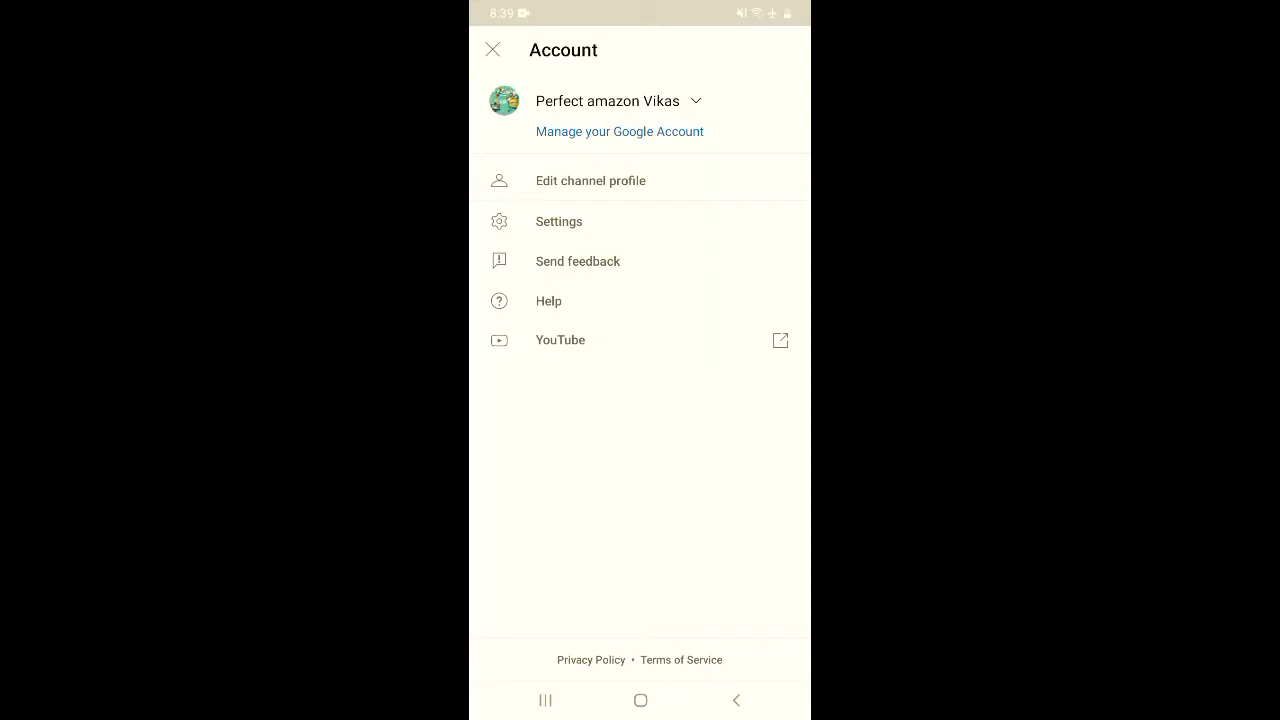 8:39
Account
Perfect amazon Vikas
Manage your Google Account
Edit channel profile
Settings
Send feedback
Help
YouTube
Privacy Policy • Terms of Service